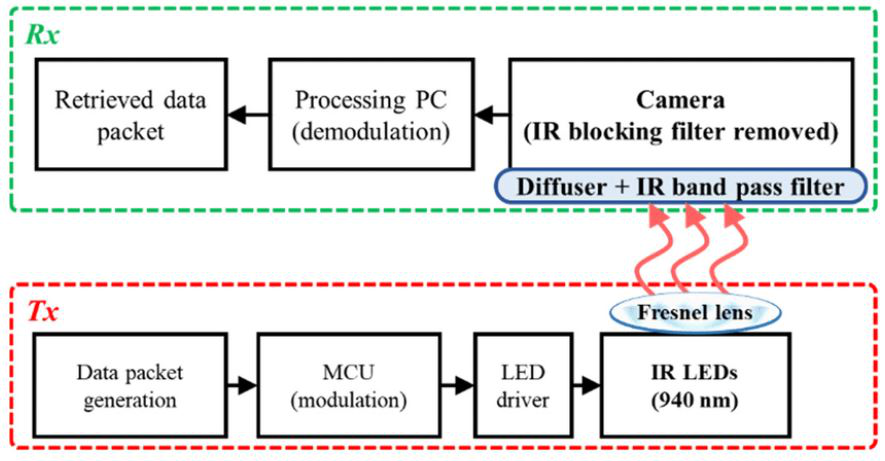 Rx
Retrieved data
packet
Processing PC
(demodulation)
Camera
(IR blocking filter removed)
Diffuser + IR band pass filter
Tx
Fresnel lens
Data packet
generation
MCU
(modulation)
LED
driver
IR LEDs
(940 nm)